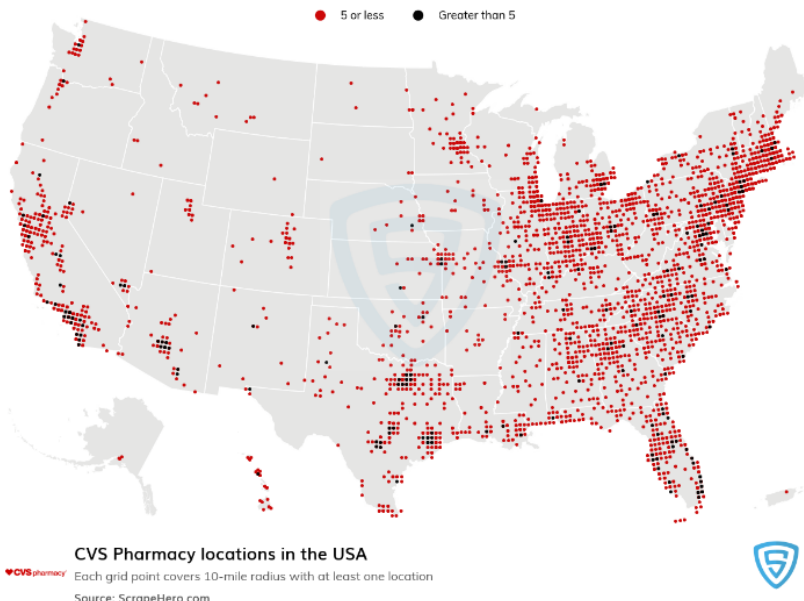 5 or less Greater than 5
CVS pharmacy
CVS Pharmacy locations in the USA
Each grid point covers 10-mile radius with at least one location
Source: ScrapeHero.com